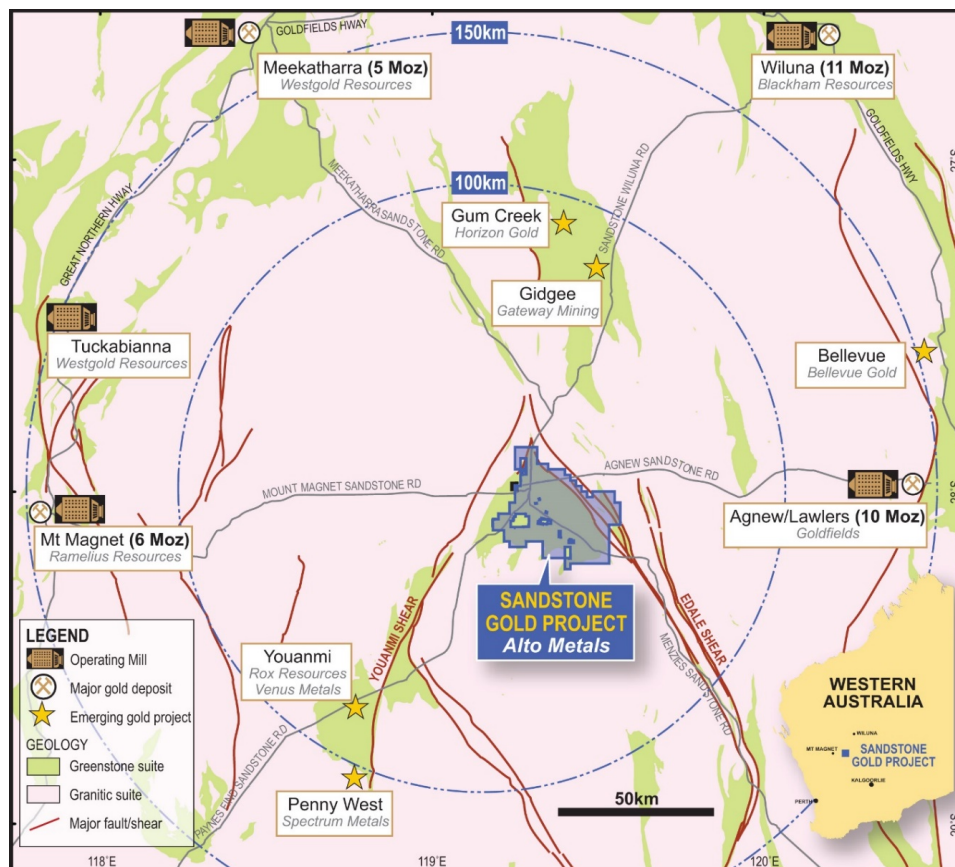 GOLDFIELDS HWY
150km
Meekatharra (5 Moz)
Westgold Resources
Wiluna (11 Moz)
Blackham Resources
GOLDFIELDS HWY
27°S
MEEKATHARRA SANDSTONE RD
100km
SANDSTONE WILUNA RD
Gum Creek
Horizon Gold
GREAT NORTHERN HWY
Gidgee
Gateway Mining
Tuckabianna
Westgold Resources
Bellevue
Bellevue Gold
AGNEW SANDSTONE RD
MOUNT MAGNET SANDSTONE RD
28°S
Mt Magnet (6 Moz)
Ramelius Resources
Agnew/Lawlers (10 Moz)
Goldfields
SANDSTONE
GOLD PROJECT
Alto Metals
YOUANMI SHEAR
EDALE SHEAR
MENZIES SANDSTONE RD
LEGEND
Operating Mill
Major gold deposit
Emerging gold project
GEOLOGY
Greenstone suite
Granitic suite
Major fault/shear
Youanmi
Rox Resources
Venus Metals
PAYNES FIND SANDSTONE RD
Penny West
Spectrum Metals
50km
WESTERN
AUSTRALIA
WILUNA
MT MAGNET
SANDSTONE
GOLD PROJECT
KALGOORLIE
PERTH
29°S
118°E
119°E
120°E